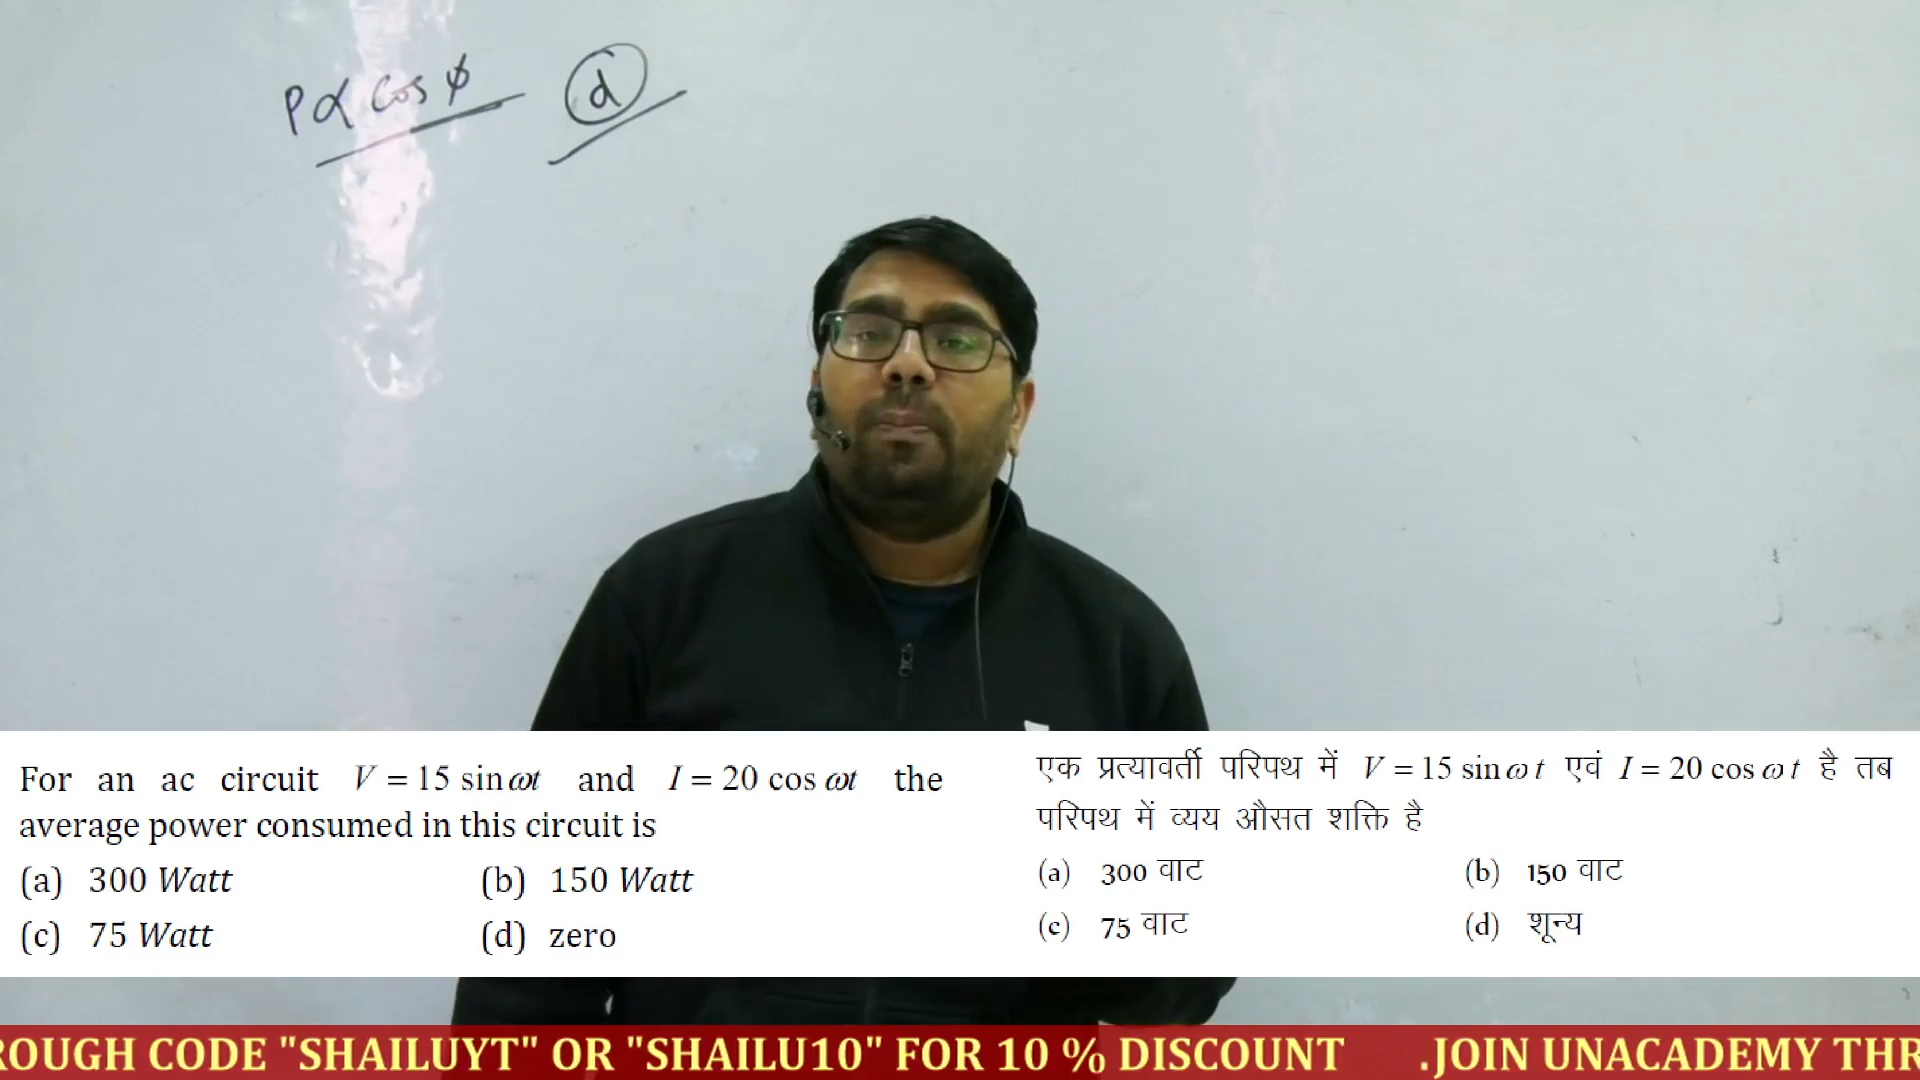 P α cos φ d
For an ac circuit V = 15 sin ωt and I = 20 cos ωt the
average power consumed in this circuit is
(a) 300 Watt (b) 150 Watt
(c) 75 Watt (d) zero
एक प्रत्यावर्ती परिपथ में V = 15 sin ω t एवं I = 20 cos ω t है तब
परिपथ में व्यय औसत शक्ति है
(a) 300 वाट (b) 150 वाट
(c) 75 वाट (d) शून्य
ROUGH CODE "SHAILUYT" OR "SHAILU10" FOR 10 % DISCOUNT .JOIN UNACADEMY THR